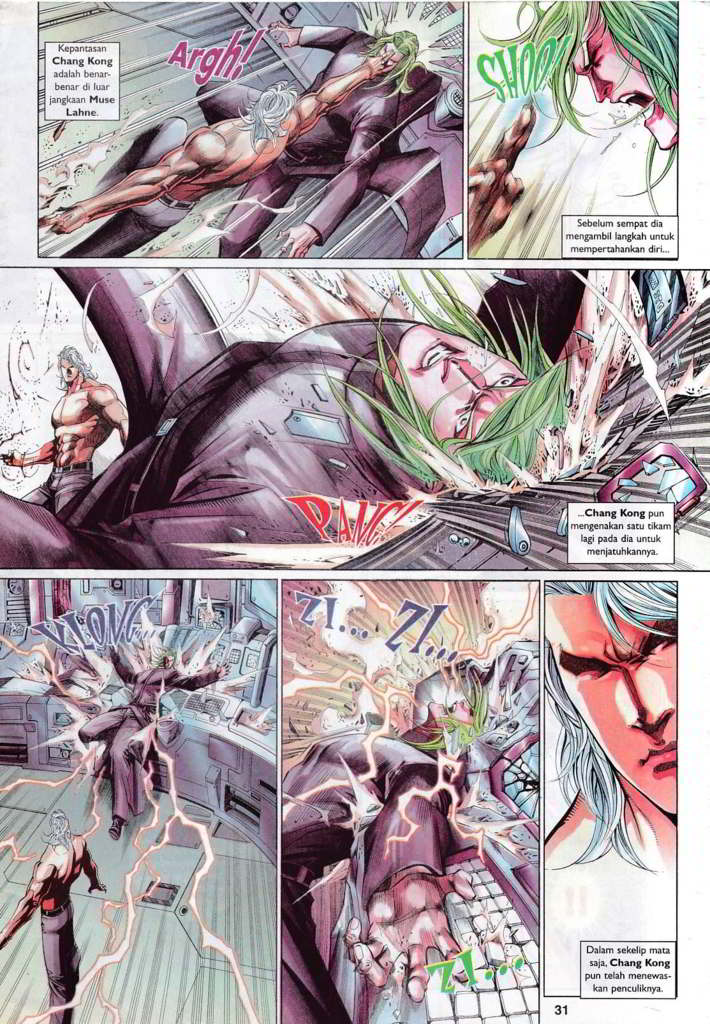 Kepantasan
Chang Kong
adalah benar-
benar di luar
jangkaan Muse
Lahne.
Argh!
SHOO!
Sebelum sempat dia
mengambil langkah untuk
mempertahankan diri...
PANG!
...Chang Kong pun
mengenakan satu tikam
lagi pada dia untuk
menjatuhkannya.
KLONG...
ZI... ZI...
ZI...
Dalam sekelip mata
saja, Chang Kong
pun telah menewas-
kan penculiknya.
31